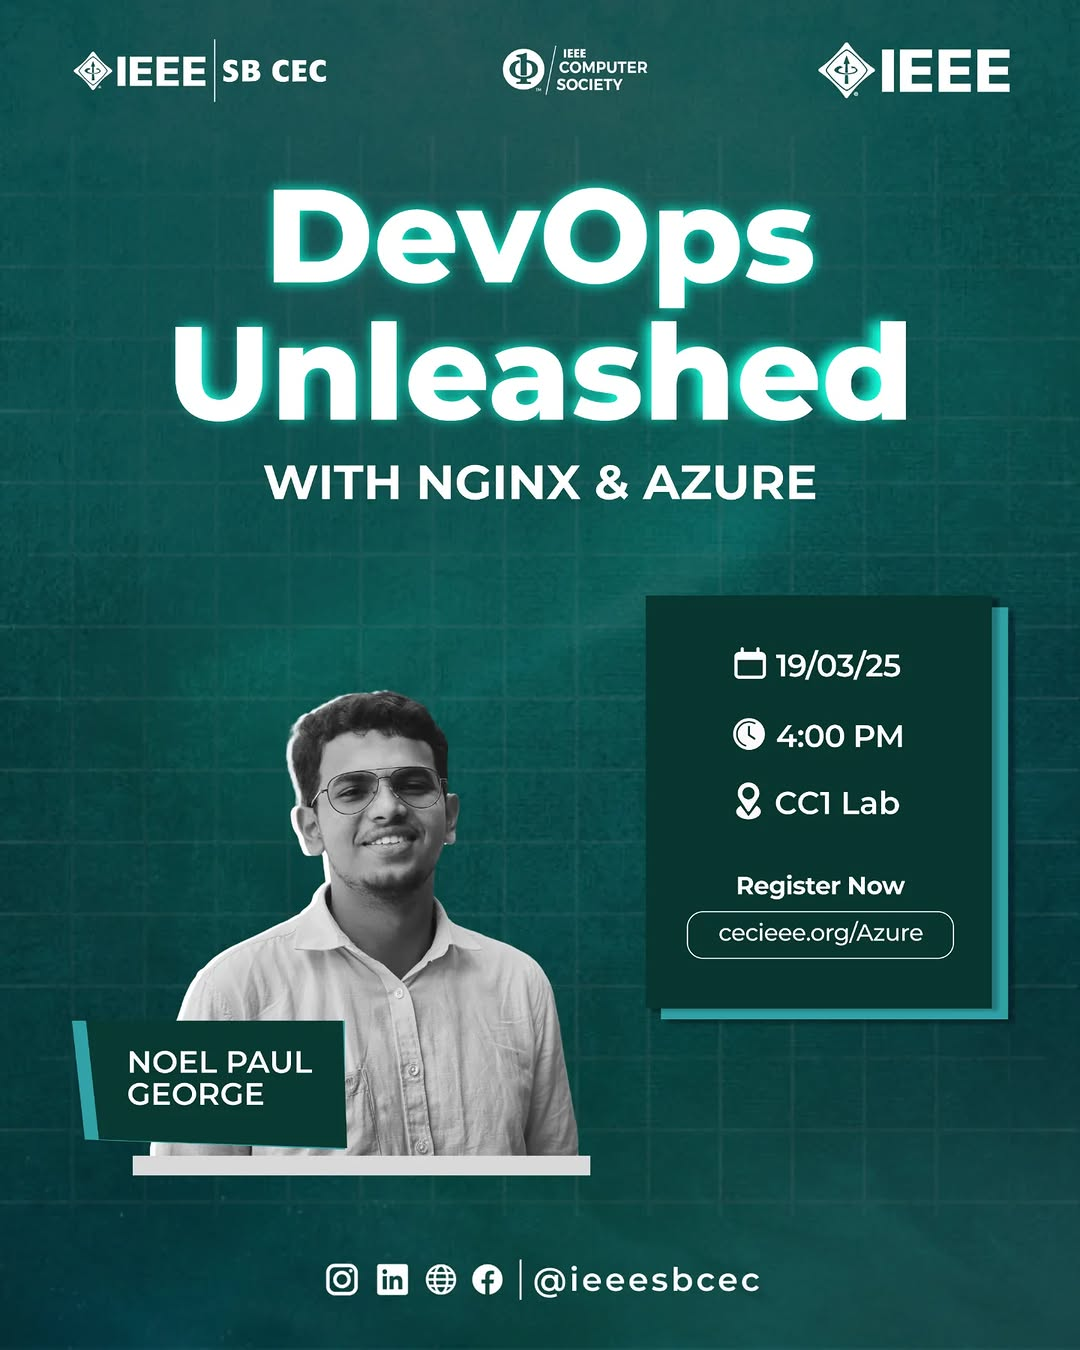 IEEE SB CEC
IEEE
COMPUTER
SOCIETY
IEEE
DevOps
Unleashed
WITH NGINX & AZURE
19/03/25
4:00 PM
CC1 Lab
Register Now
cecieee.org/Azure
NOEL PAUL
GEORGE
@ieeesbcec